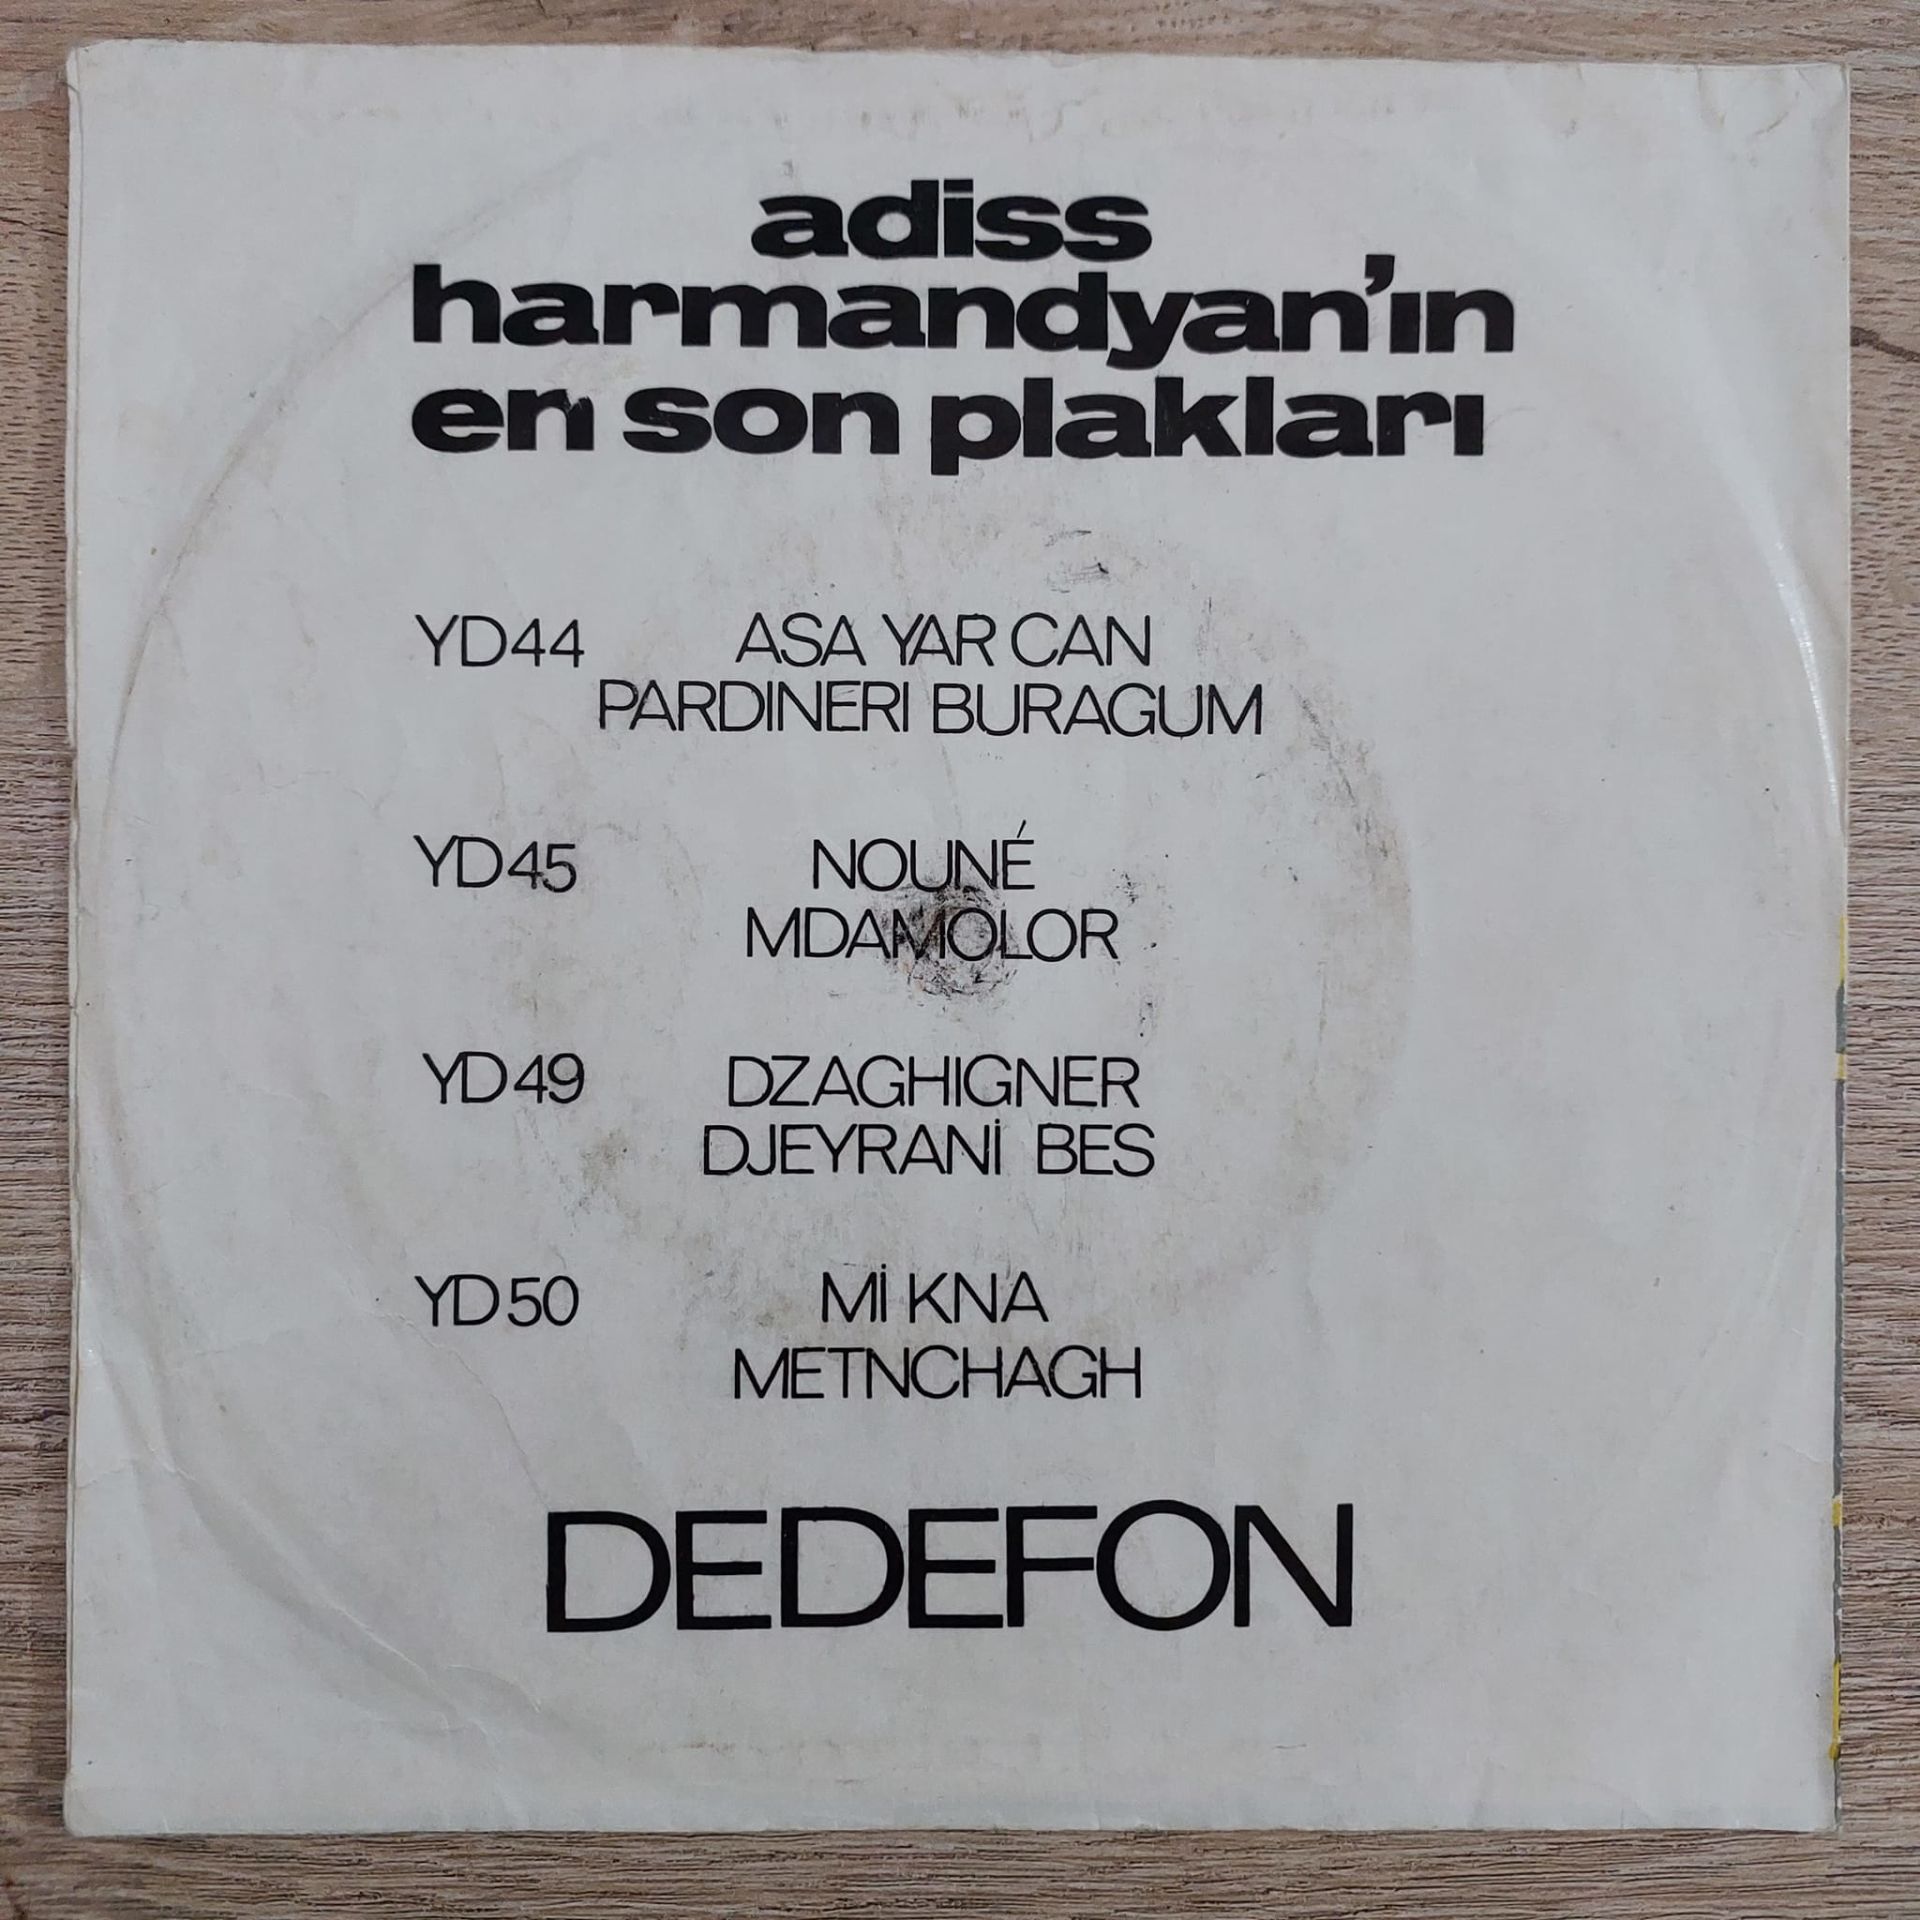 adiss
harmandyan'ın
en son plakları
YD44 ASA YAR CAN
PARDINERI BURAGUM
YD45 NOUNÉ
MDAMOLOR
YD49 DZAGHIGNER
DJEYRANİ BES
YD50 Mİ KNA
METNCHAGH
DEDEFON